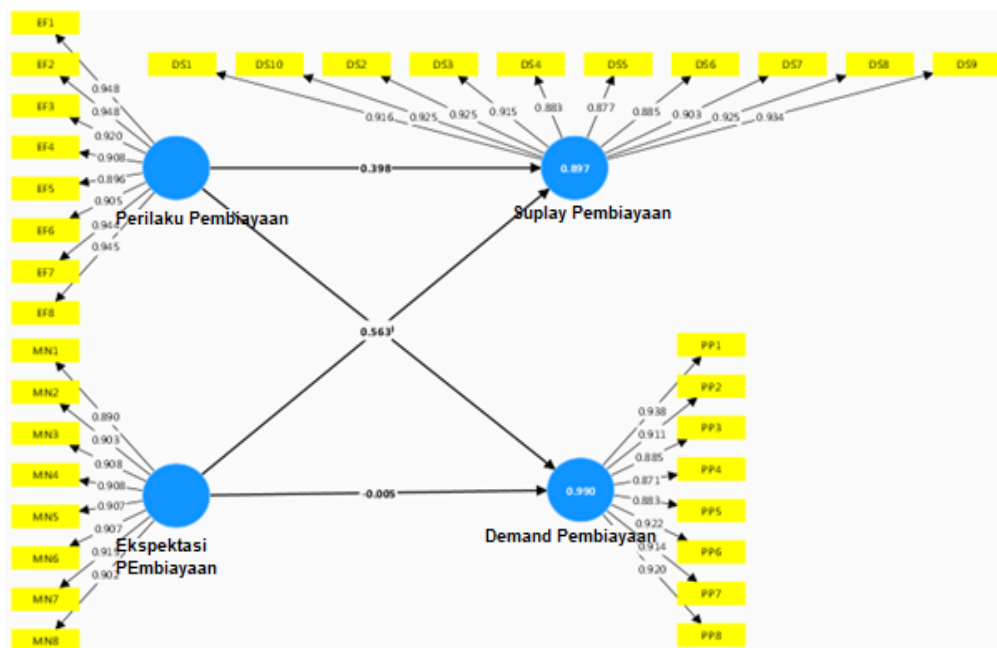 EF1
EF2
EF3
EF4
EF5
EF6
EF7
EF8
0.948
0.948
0.920
0.908
0.896
0.905
0.945
Perilaku Pembiayaan
DS1 DS10 DS2 DS3 DS4 DS5 DS6 DS7 DS8 DS9
0.916 0.925 0.925 0.915 0.883 0.877 0.885 0.903 0.925 0.934
0.398
0.897
Suplay Pembiayaan
0.563
MN1
MN2
MN3
MN4
MN5
MN6
MN7
MN8
0.890
0.903
0.908
0.908
0.907
0.907
0.902
Ekspektasi
PEmbiayaan
-0.005
0.990
Demand Pembiayaan
PP1
PP2
PP3
PP4
PP5
PP6
PP7
PP8
0.938
0.911
0.885
0.871
0.883
0.922
0.914
0.920